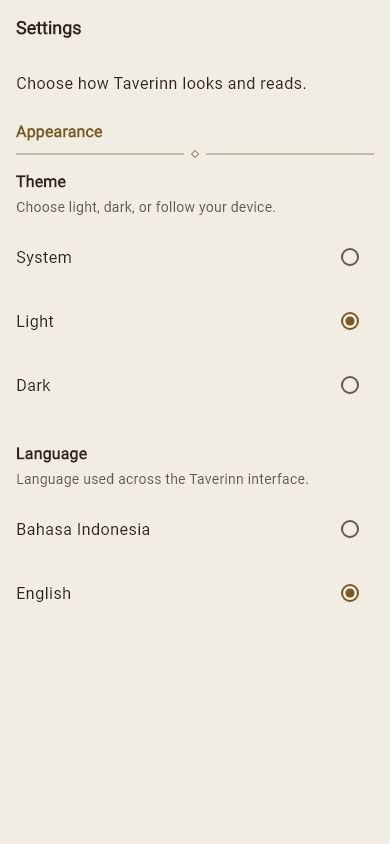 Settings
Choose how Taverinn looks and reads.
Appearance
Theme
Choose light, dark, or follow your device.
System
Light
Dark
Language
Language used across the Taverinn interface.
Bahasa Indonesia
English